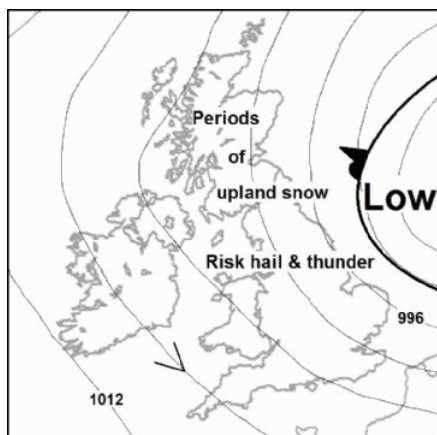 Periods
of
upland snow
Low
Risk hail & thunder
996
1012